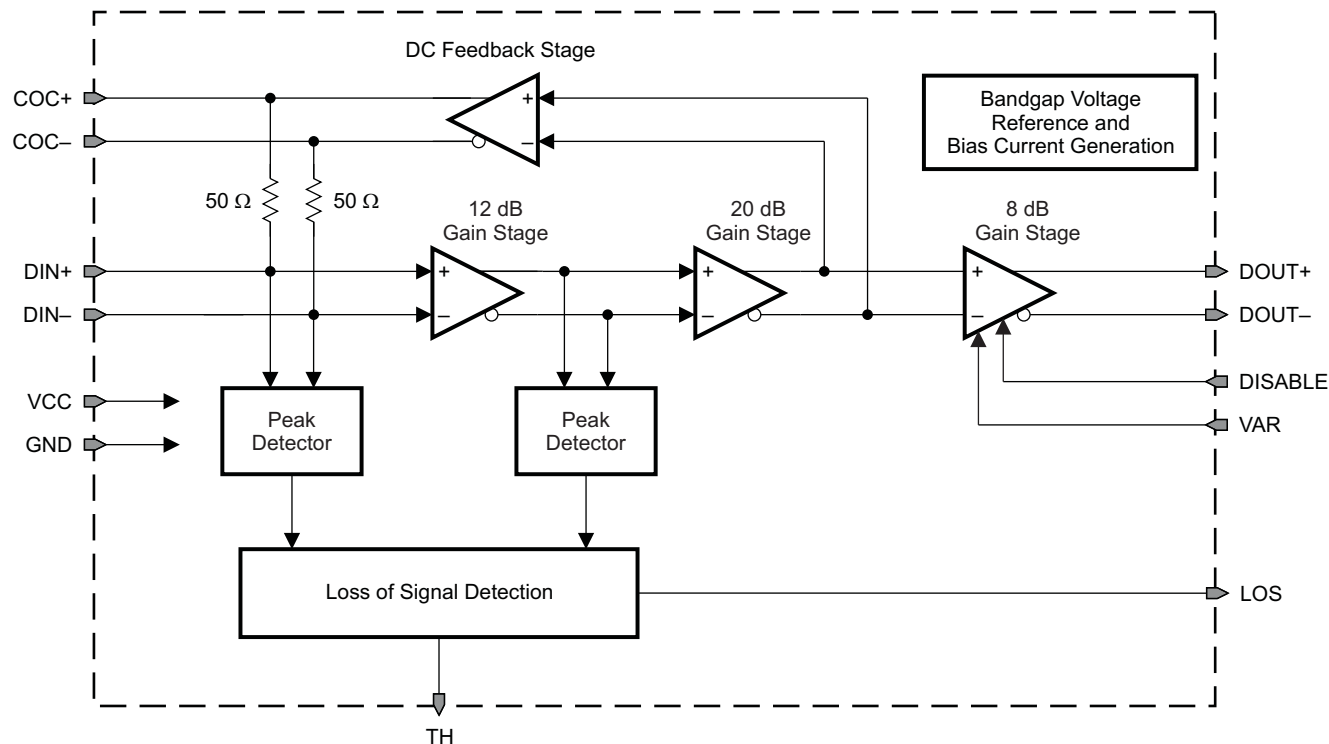 DC Feedback Stage
COC+
COC–
+
–
Bandgap Voltage
Reference and
Bias Current Generation
50 Ω
50 Ω
12 dB
Gain Stage
20 dB
Gain Stage
8 dB
Gain Stage
DIN+
DIN–
+
–
+
–
+
–
DOUT+
DOUT–
DISABLE
VAR
VCC
GND
Peak
Detector
Peak
Detector
Loss of Signal Detection
LOS
TH